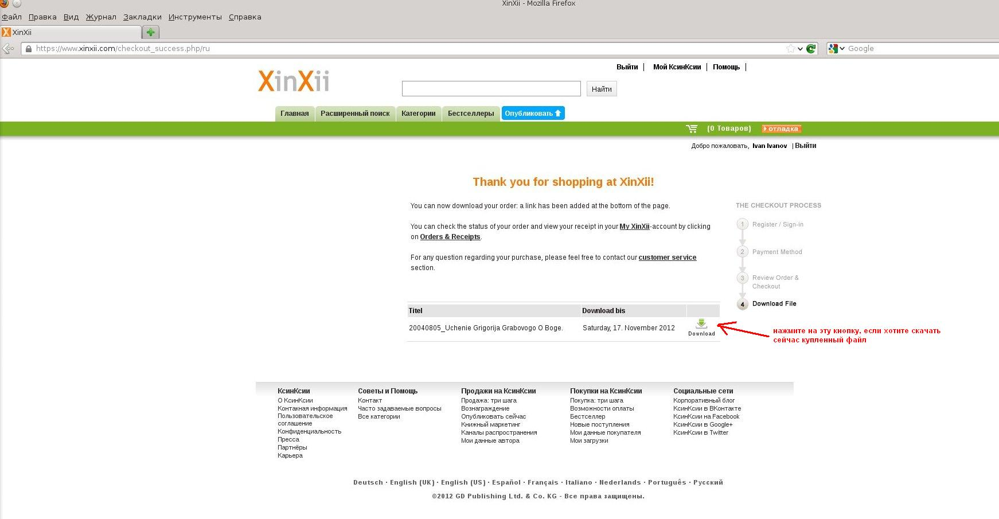 XinXii - Mozilla Firefox
Файл Правка Вид Журнал Закладки Инструменты Справка
XinXii
https://www.xinxii.com/checkout_success.php/ru
Google
Выйти | Мой КсинКсии | Помощь |
XinXii
Найти
Главная Расширенный поиск Категории Бестселлеры Опубликовать
(0 Товаров) отладка
Добро пожаловать, Ivan Ivanov | Выйти
Thank you for shopping at XinXii!
You can now download your order: a link has been added at the bottom of the page.
You can check the status of your order and view your receipt in your My XinXii-account by clicking
on Orders & Receipts.
For any question regarding your purchase, please feel free to contact our customer service
section.
THE CHECKOUT PROCESS
1 Register / Sign-in
2 Payment Method
3 Review Order &
Checkout
4 Download File
Titel Download bis
20040805_Uchenie Grigorija Grabovogo O Boge. Saturday, 17. November 2012 Download
нажмите на эту кнопку, если хотите скачать
сейчас купленный файл
КсинКсии
О КсинКсии
Контакная информация
Пользовательское
соглашение
Конфиденциальность
Пресса
Партнёры
Карьера
Советы и Помощь
Контакт
Часто задаваемые вопросы
Все категории
Продажи на КсинКсии
Продажа: три шага
Вознаграждение
Опубликовать сейчас
Книжный маркетинг
Каналы распространения
Мои данные автора
Покупки на КсинКсии
Покупка: три шага
Возможности оплаты
Бестселлер
Новые поступления
Мои данные покупателя
Мои загрузки
Социальные сети
Корпоративный блог
КсинКсии в ВКонтакте
КсинКсии на Facebook
КсинКсии в Google+
КсинКсии в Twitter
Deutsch · English (UK) · English (US) · Español · Français · Italiano · Nederlands · Português · Русский
©2012 GD Publishing Ltd. & Co. KG - Все права защищены.